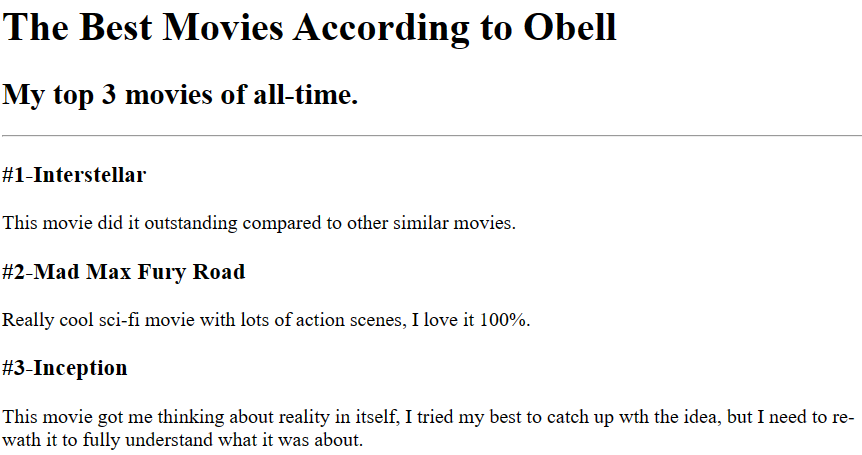 The Best Movies According to Obell
My top 3 movies of all-time.
#1-Interstellar
This movie did it outstanding compared to other similar movies.
#2-Mad Max Fury Road
Really cool sci-fi movie with lots of action scenes, I love it 100%.
#3-Inception
This movie got me thinking about reality in itself, I tried my best to catch up wth the idea, but I need to re-
wath it to fully understand what it was about.